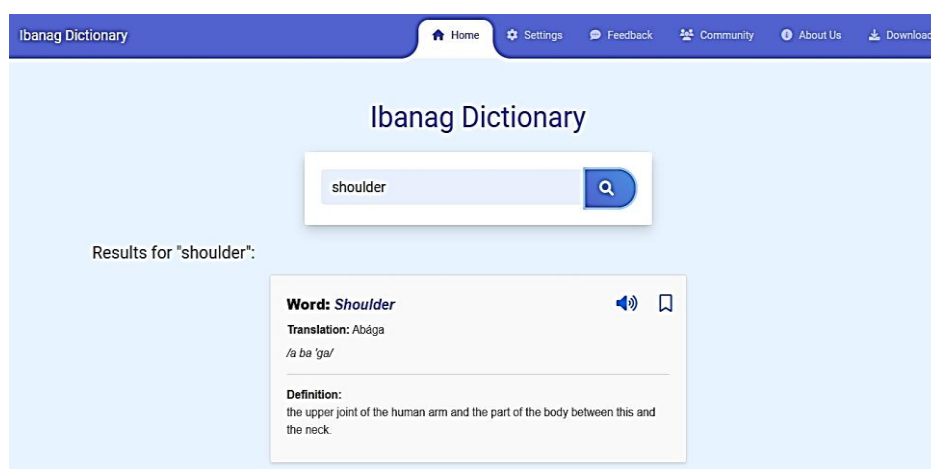 Ibanag Dictionary Home Settings Feedback Community About Us Download
Ibanag Dictionary
shoulder
Results for "shoulder":
Word: Shoulder
Translation: Abága
/a ba 'ga/
Definition:
the upper joint of the human arm and the part of the body between this and
the neck.